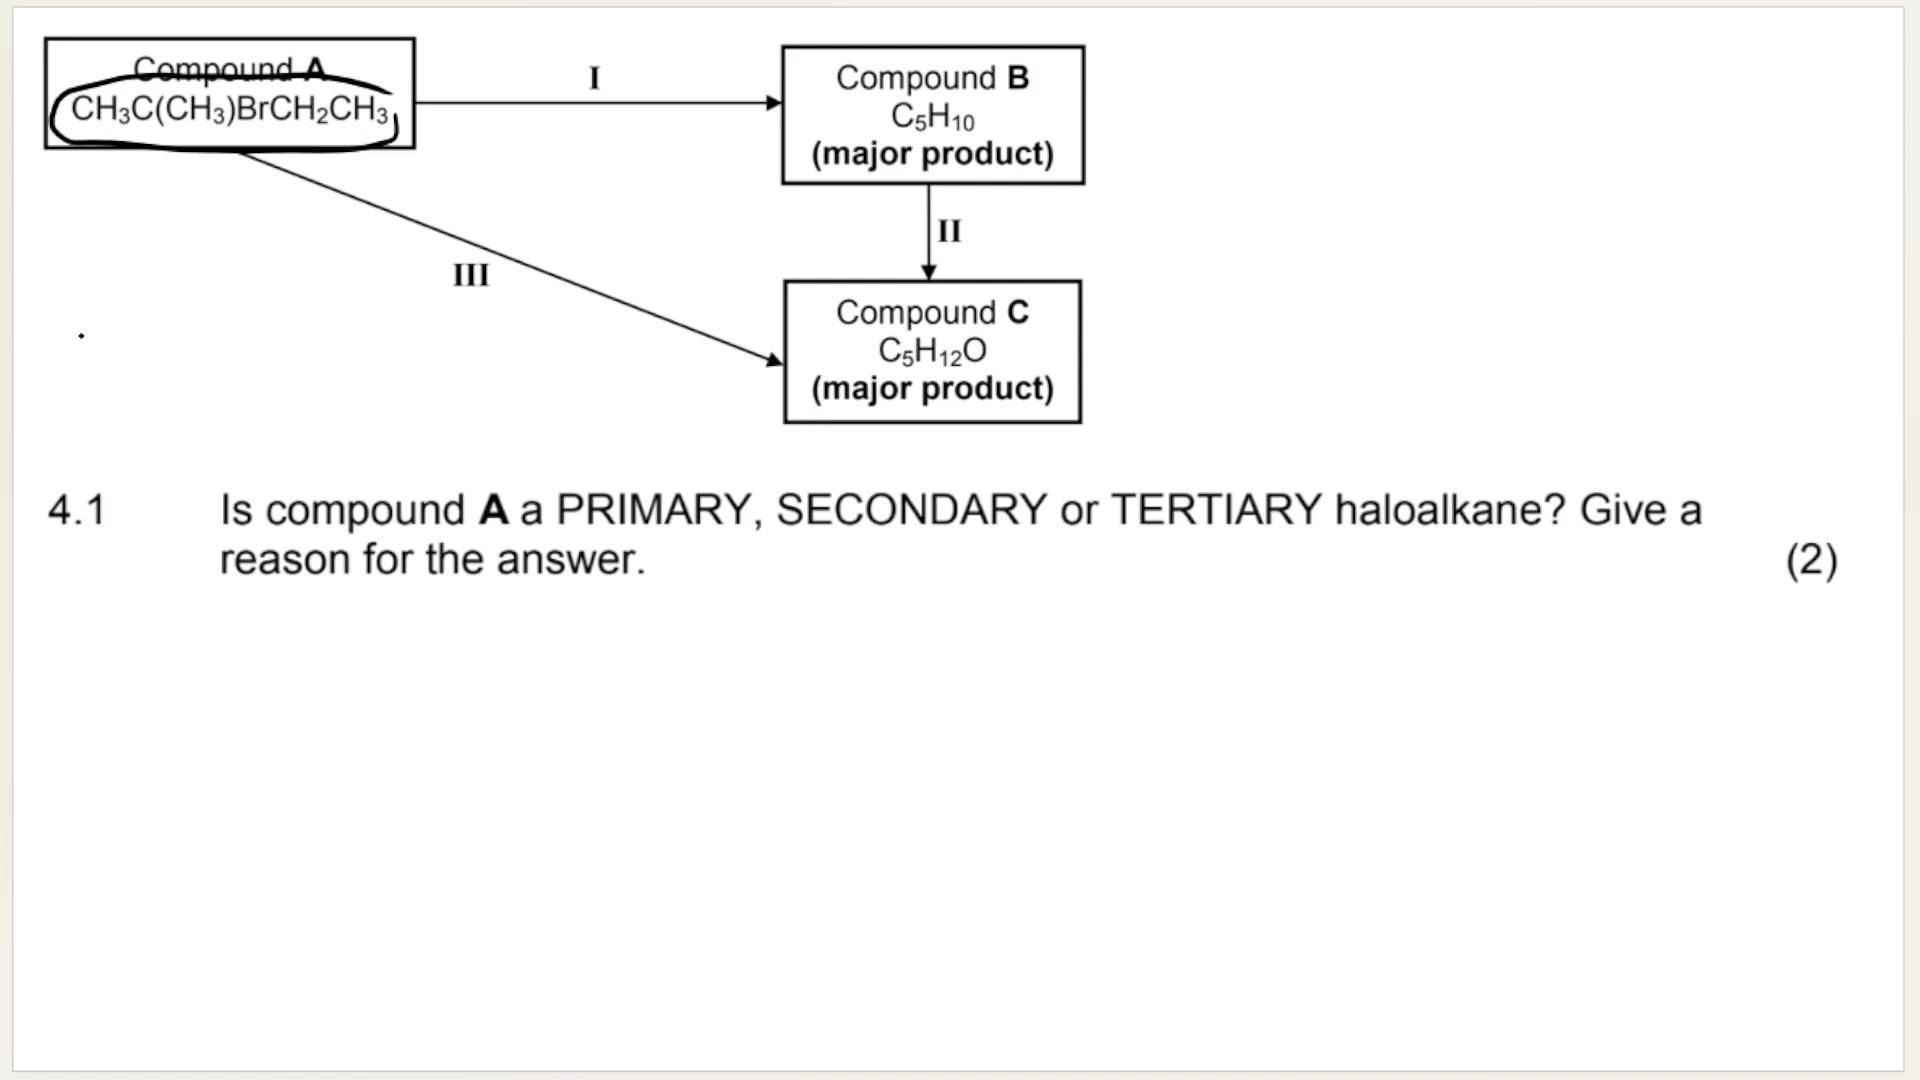 Compound A
CH₃C(CH₃)BrCH₂CH₃
I
Compound B
C₅H₁₀
(major product)
II
III
Compound C
C₅H₁₂O
(major product)
4.1 Is compound A a PRIMARY, SECONDARY or TERTIARY haloalkane? Give a
reason for the answer. (2)